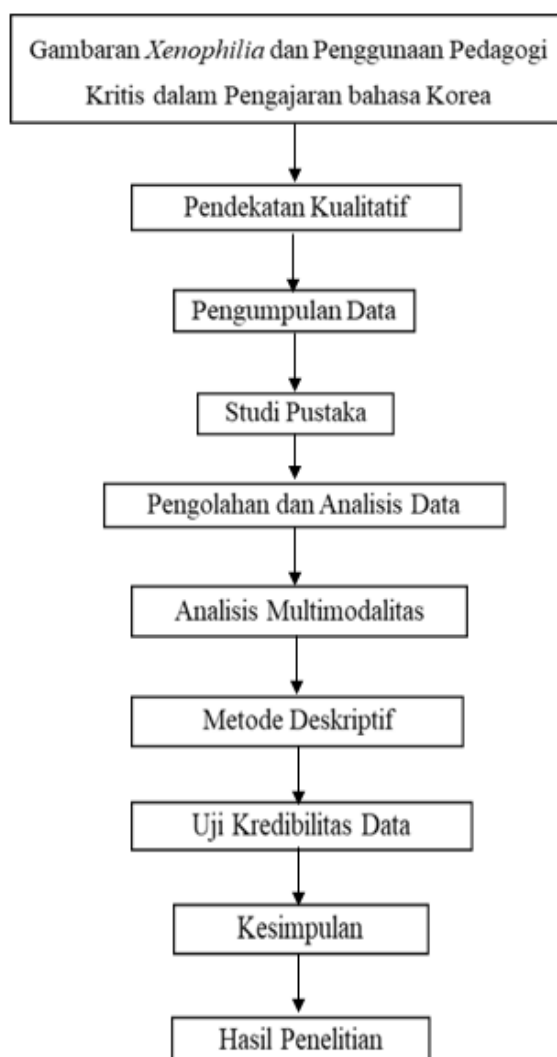 Gambaran Xenophilia dan Penggunaan Pedagogi
Kritis dalam Pengajaran bahasa Korea
Pendekatan Kualitatif
Pengumpulan Data
Studi Pustaka
Pengolahan dan Analisis Data
Analisis Multimodalitas
Metode Deskriptif
Uji Kredibilitas Data
Kesimpulan
Hasil Penelitian